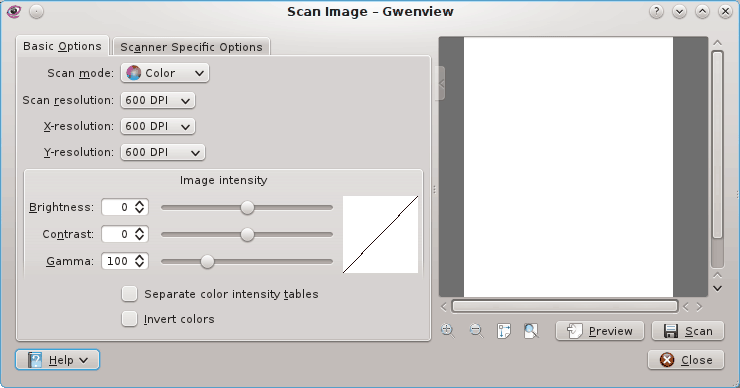 Scan Image – Gwenview
Basic Options
Scanner Specific Options
Scan mode: Color
Scan resolution: 600 DPI
X-resolution: 600 DPI
Y-resolution: 600 DPI
Image intensity
Brightness: 0
Contrast: 0
Gamma: 100
Separate color intensity tables
Invert colors
Preview
Scan
Help
Close